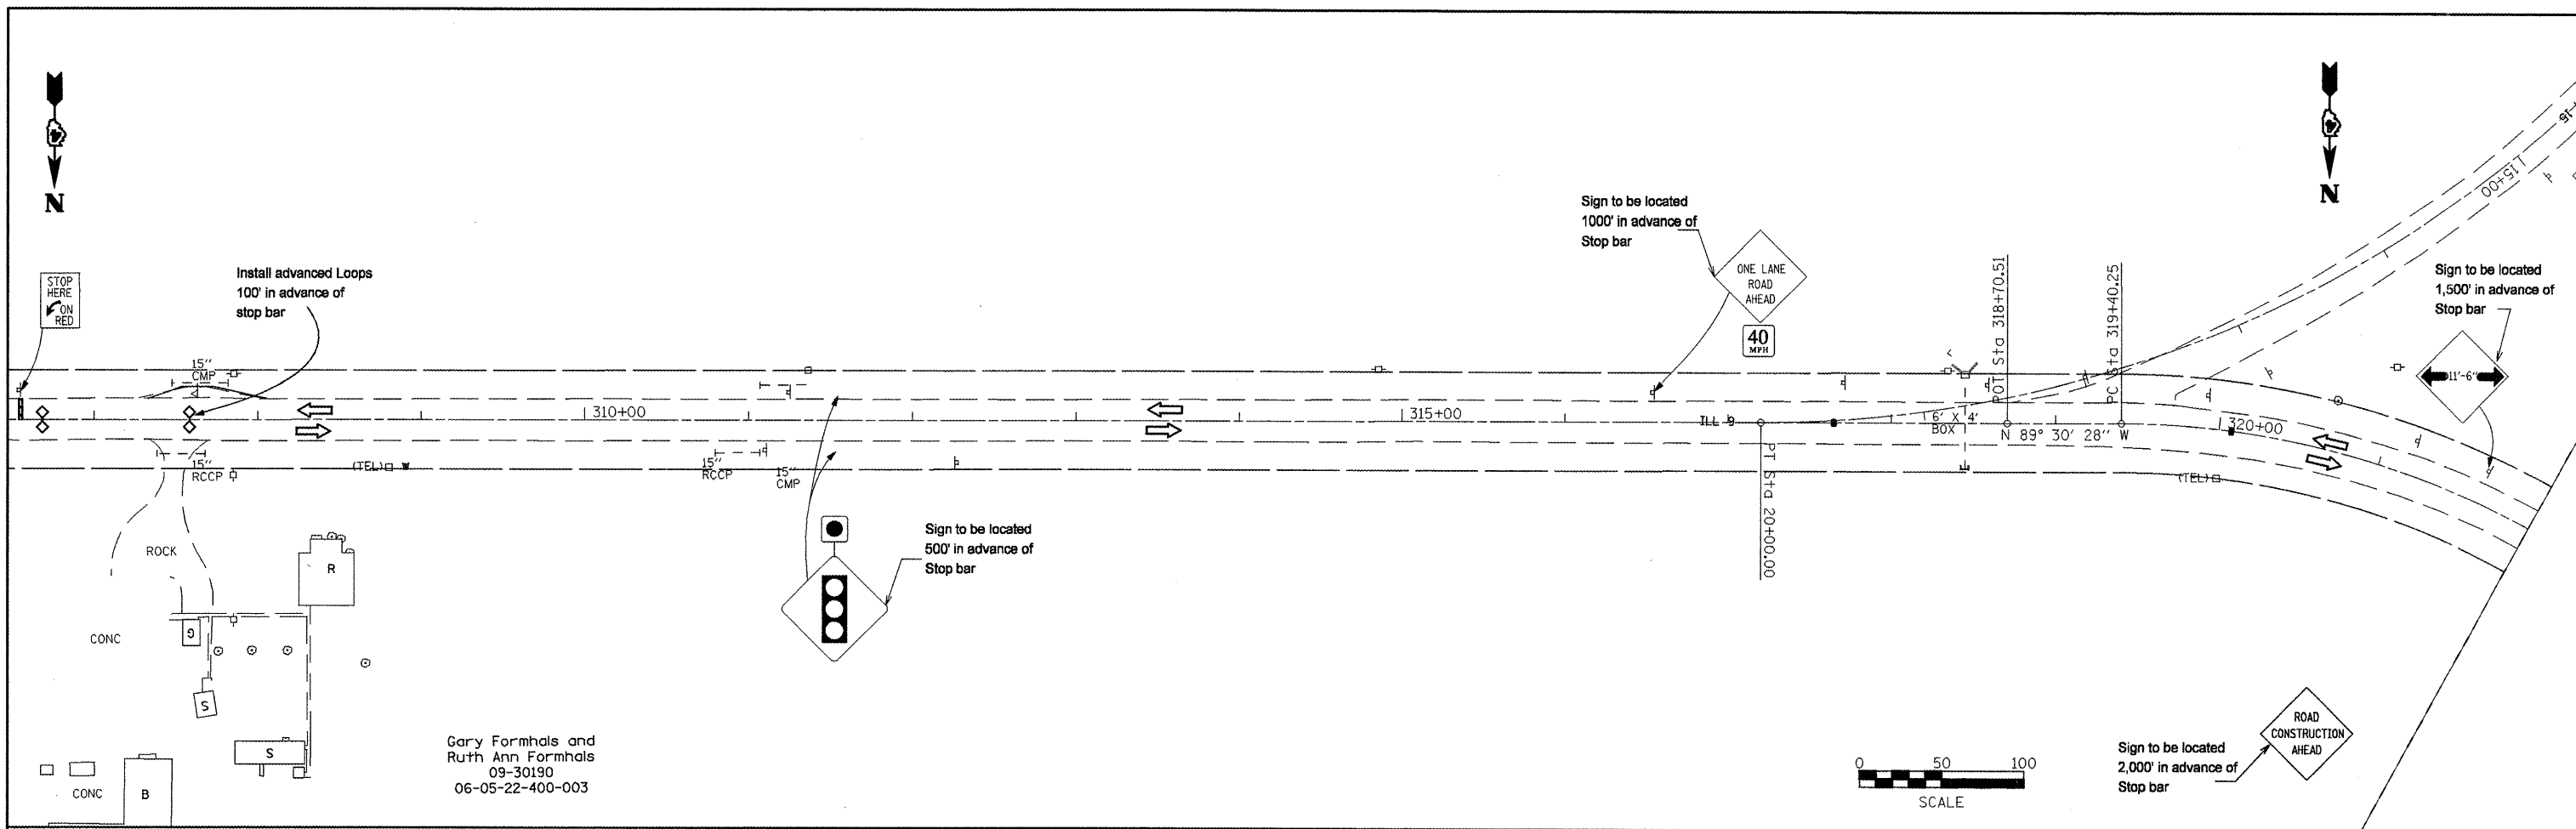 N
N
STOP
HERE
ON
RED
Install advanced Loops
100' in advance of
stop bar
Sign to be located
1000' in advance of
Stop bar
ONE LANE
ROAD
AHEAD
40
MPH
POT Sta 318+70.51
PC Sta 319+40.25
15+00
Sign to be located
1,500' in advance of
Stop bar
11'-6"
15"
CMP
310+00
315+00
ILL 9
6' X 4'
BOX
N 89° 30' 28" W
320+00
15"
RCCP
(TEL)
W
15"
RCCP
15"
CMP
PT Sta 20+00.00
(TEL)
ROCK
R
Sign to be located
500' in advance of
Stop bar
CONC
G
S
S
CONC
B
Gary Formhals and
Ruth Ann Formhals
09-30190
06-05-22-400-003
0 50 100
SCALE
Sign to be located
2,000' in advance of
Stop bar
ROAD
CONSTRUCTION
AHEAD